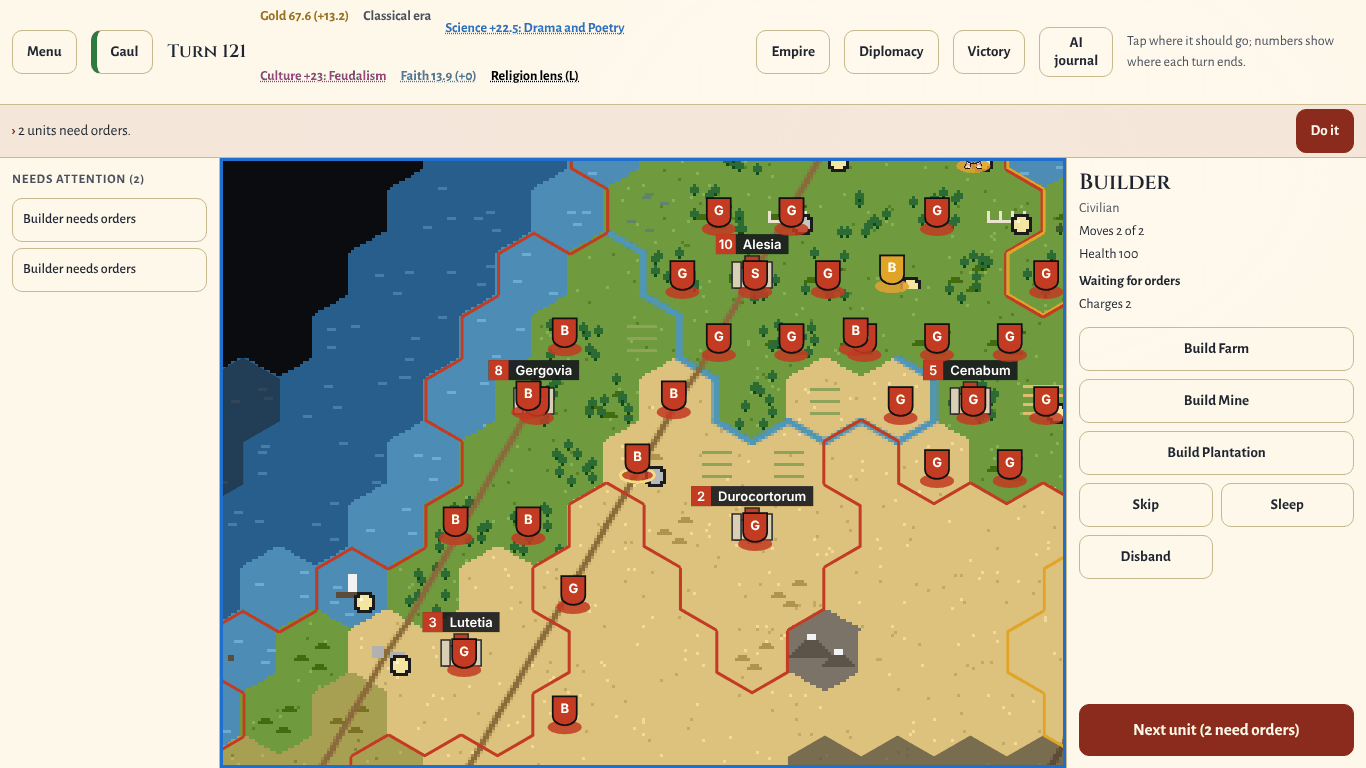 Menu
Gaul
Turn 121
Gold 67.6 (+13.2)
Classical era
Science +22.5: Drama and Poetry
Culture +23: Feudalism
Faith 13.9 (+0)
Religion lens (L)
Empire
Diplomacy
Victory
AI
journal
Tap where it should go; numbers show
where each turn ends.
› 2 units need orders.
Do it
NEEDS ATTENTION (2)
Builder needs orders
Builder needs orders
G
G
G
10 Alesia
G
S
G
B
G
B
G
G
B
G
G
8 Gergovia
5 Cenabum
B
B
G
G
G
B
G
G
2 Durocortorum
B
B
G
G
3 Lutetia
G
B
Builder
Civilian
Moves 2 of 2
Health 100
Waiting for orders
Charges 2
Build Farm
Build Mine
Build Plantation
Skip
Sleep
Disband
Next unit (2 need orders)